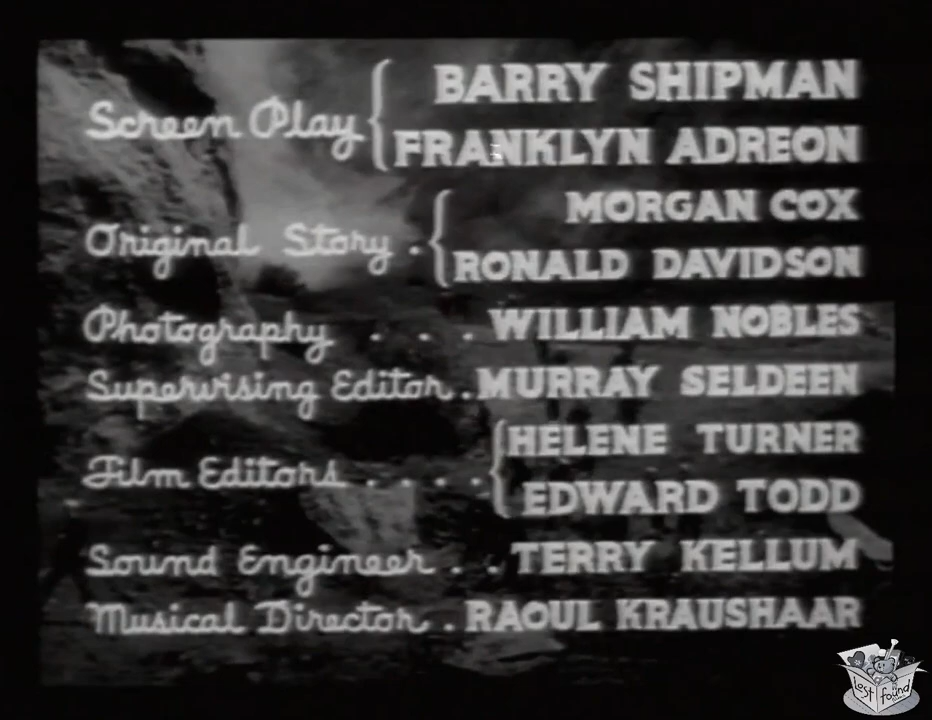 Screen Play { BARRY SHIPMAN
FRANKLYN ADREON
Original Story . { MORGAN COX
RONALD DAVIDSON
Photography . . . WILLIAM NOBLES
Supervising Editor . MURRAY SELDEEN
Film Editors . . . . { HELENE TURNER
EDWARD TODD
Sound Engineer . . TERRY KELLUM
Musical Director . RAOUL KRAUSHAAR
Lost found